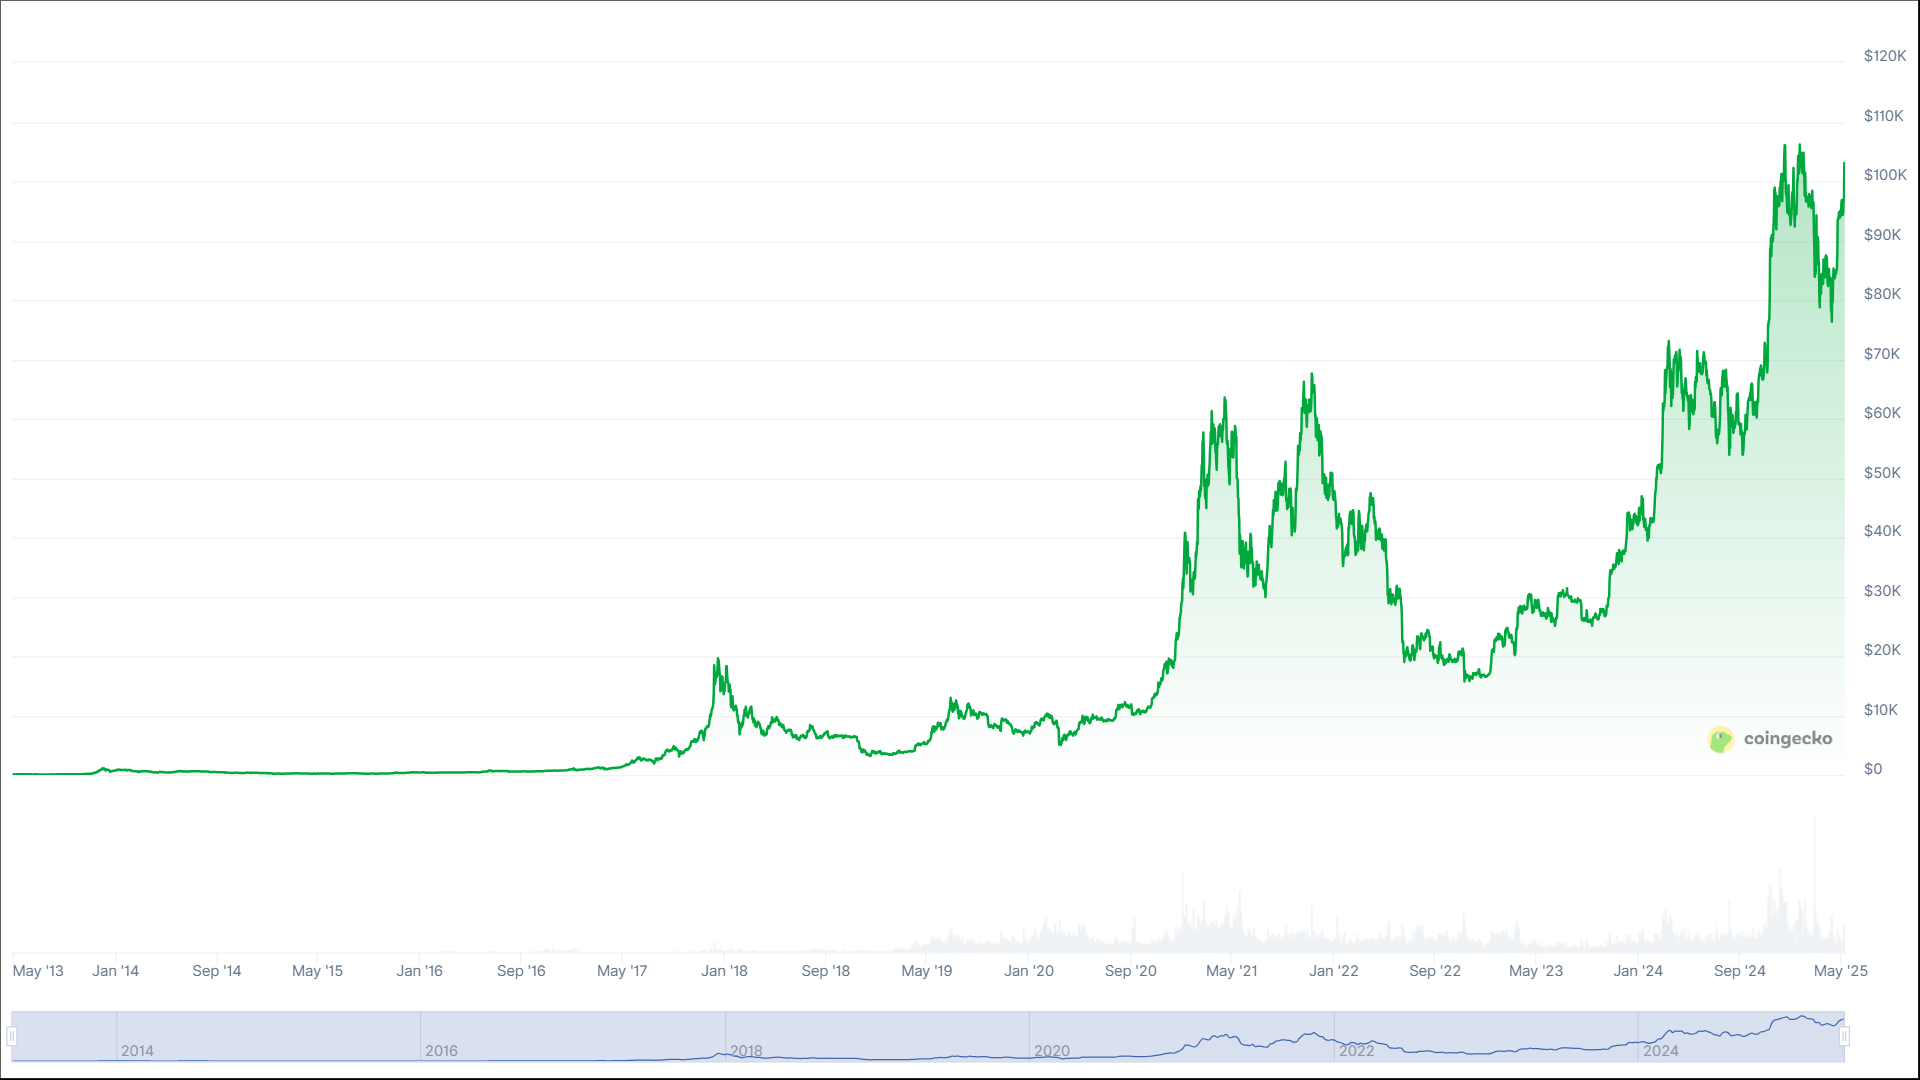 $120K
$110K
$100K
$90K
$80K
$70K
$60K
$50K
$40K
$30K
$20K
$10K
coingecko
$0
May '13 Jan '14 Sep '14 May '15 Jan '16 Sep '16 May '17 Jan '18 Sep '18 May '19 Jan '20 Sep '20 May '21 Jan '22 Sep '22 May '23 Jan '24 Sep '24 May '25
2014 2016 2018 2020 2022 2024